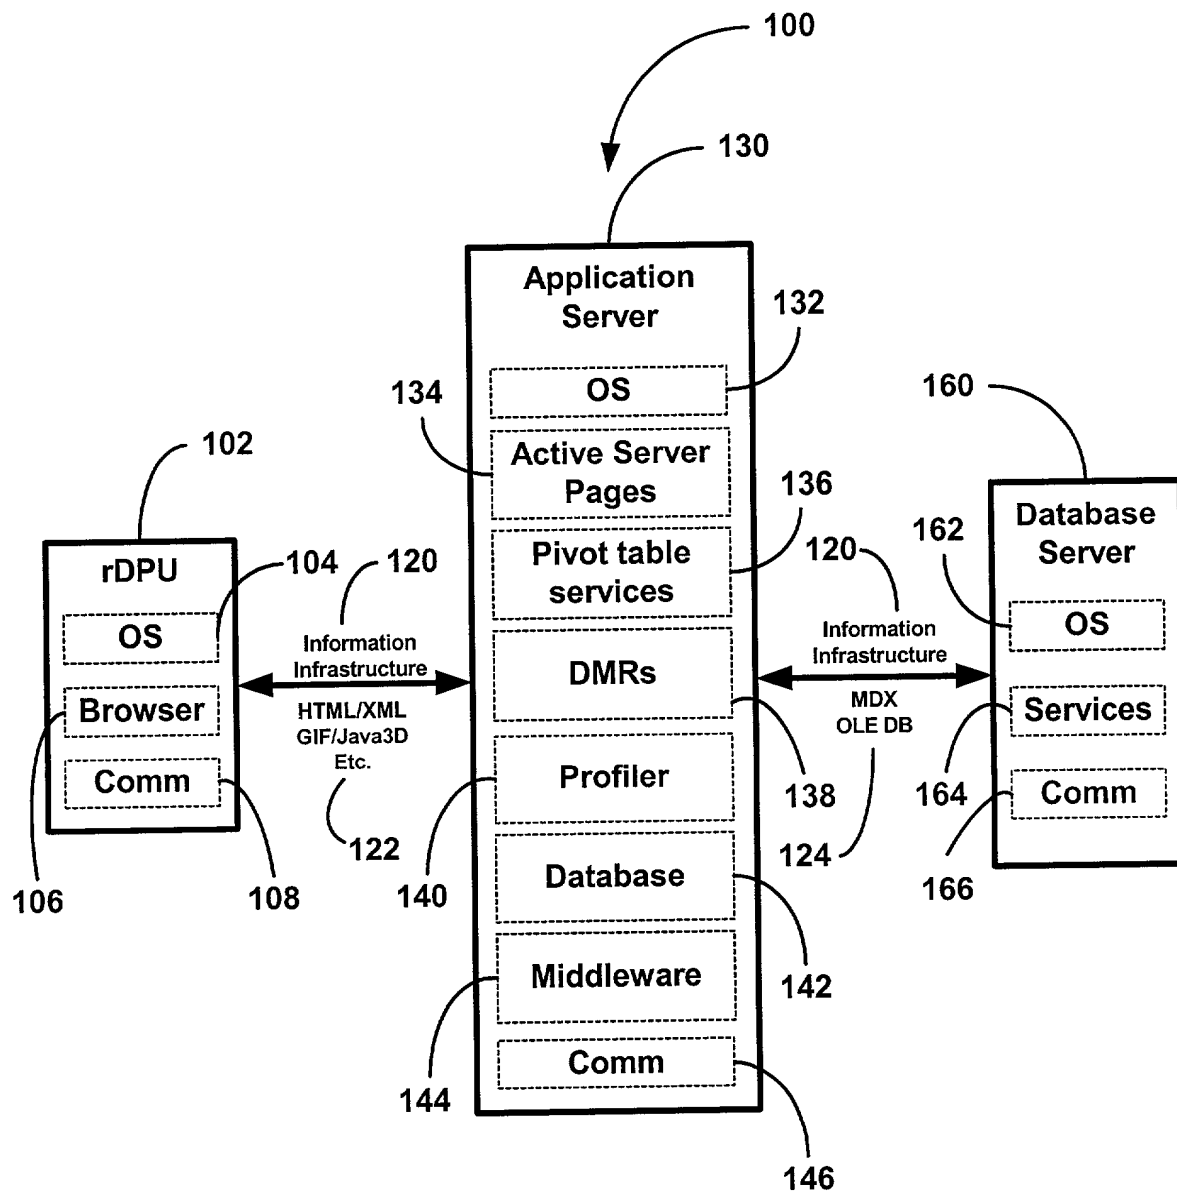 100
130
Application
Server
132
OS
134
Active Server
Pages
136
Pivot table
services
DMRs
138
Profiler
140
Database
142
Middleware
144
Comm
146
102
rDPU
104
OS
Browser
106
Comm
108
120
Information
Infrastructure
HTML/XML
GIF/Java3D
Etc.
122
120
Information
Infrastructure
MDX
OLE DB
124
160
Database
Server
162
OS
Services
164
Comm
166